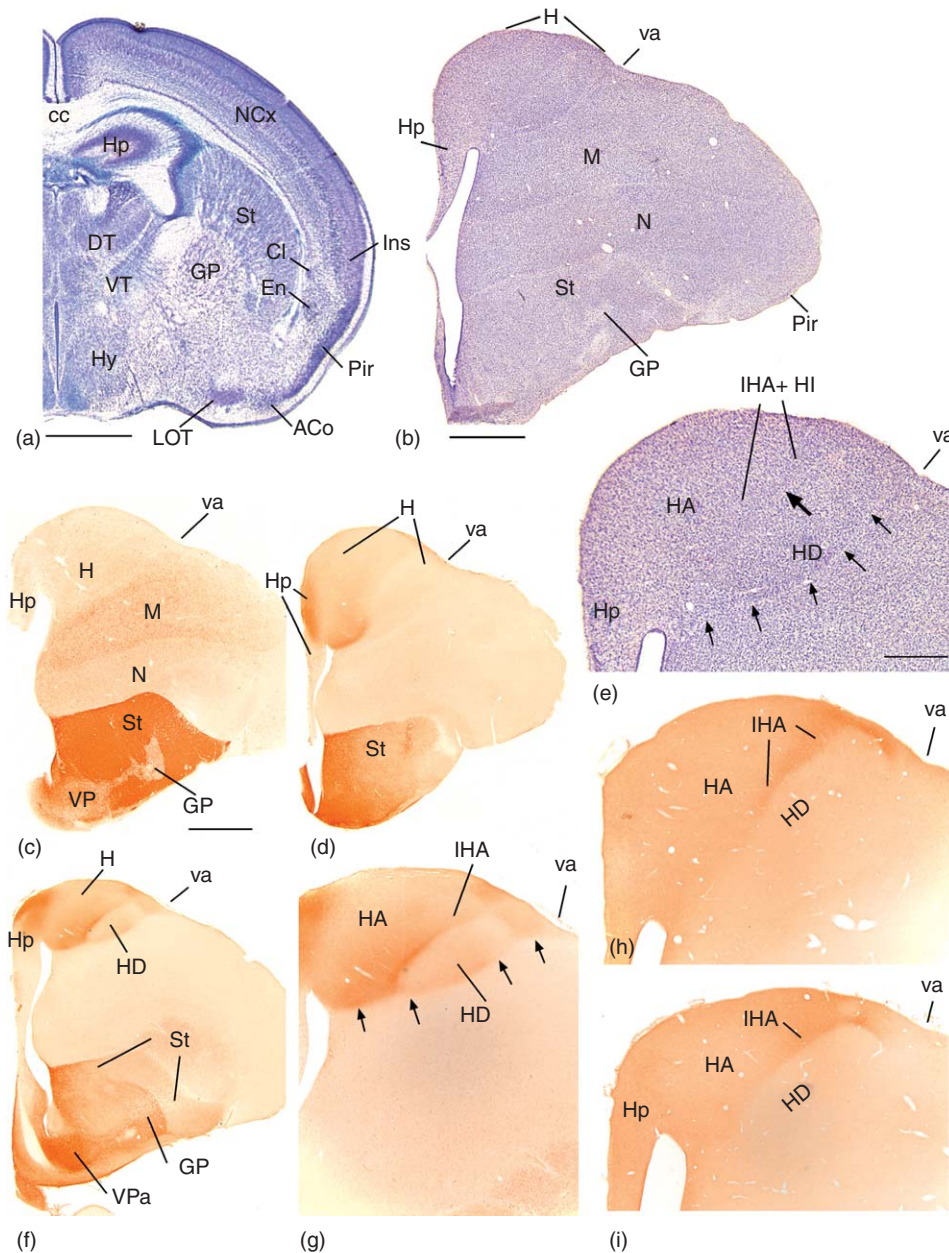 H
va
cc
NCx
Hp
St
DT
Cl
Ins
GP
VT
En
Hy
Pir
LOT
ACo
(a)
Hp
M
N
St
Pir
GP
(b)
IHA+ HI
va
HA
HD
Hp
(e)
va
H
Hp
M
N
St
VP
GP
(c)
H
va
Hp
St
(d)
H
va
Hp
HD
St
GP
VPa
(f)
IHA
va
HA
HD
(g)
IHA
va
HA
HD
(h)
va
IHA
HA
HD
Hp
(i)